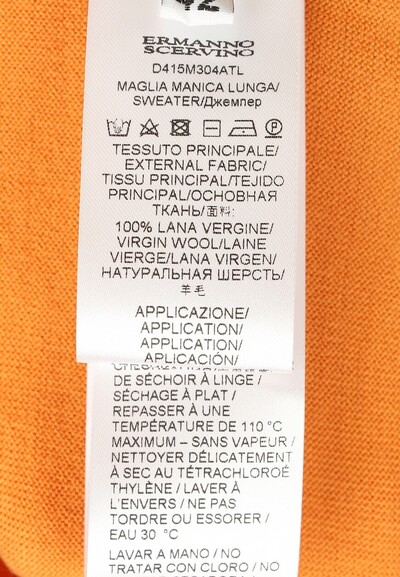 ERMANNO
SCERVINO
D415M304ATL
MAGLIA MANICA LUNGA/
SWEATER/Джемпер
TESSUTO PRINCIPALE/
EXTERNAL FABRIC/
TISSU PRINCIPAL/TEJIDO
PRINCIPAL/ОСНОВНАЯ
ТКАНЬ/面料:
100% LANA VERGINE/
VIRGIN WOOL/LAINE
VIERGE/LANA VIRGEN/
НАТУРАЛЬНАЯ ШЕРСТЬ/
羊毛
APPLICAZIONE/
APPLICATION/
APPLICATION/
APLICACIÓN/
DE SÉCHOIR À LINGE /
SÉCHAGE À PLAT /
REPASSER À UNE
TEMPÉRATURE DE 110 °C
MAXIMUM – SANS VAPEUR /
NETTOYER DÉLICATEMENT
À SEC AU TÉTRACHLOROÉ
THYLÈNE / LAVER À
L'ENVERS / NE PAS
TORDRE OU ESSORER /
EAU 30 °C
LAVAR A MANO / NO
TRATAR CON CLORO / NO